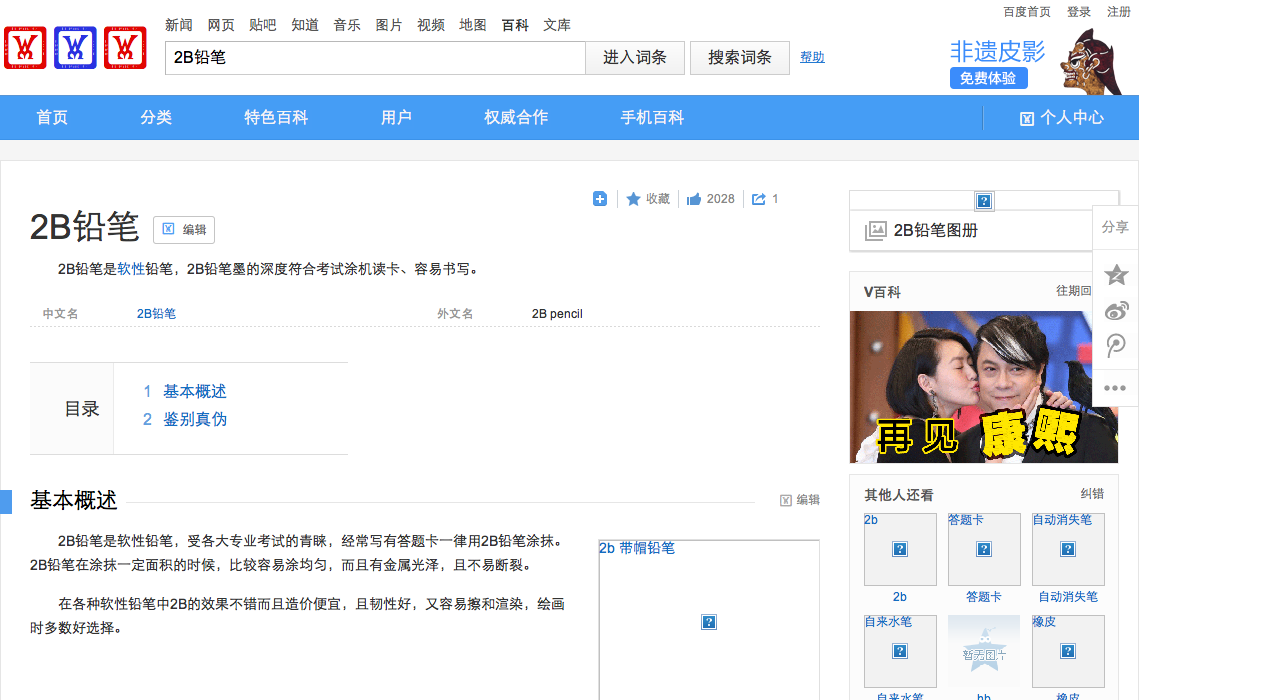 百度首页 登录 注册
新闻 网页 贴吧 知道 音乐 图片 视频 地图 百科 文库
2B铅笔 进入词条 搜索词条 帮助
非遗皮影
免费体验
首页 分类 特色百科 用户 权威合作 手机百科 个人中心
收藏 2028 1
2B铅笔 编辑
2B铅笔是软性铅笔，2B铅笔墨的深度符合考试涂机读卡、容易书写。
中文名 2B铅笔 外文名 2B pencil
目录
1 基本概述
2 鉴别真伪
基本概述 编辑
2B铅笔是软性铅笔，受各大专业考试的青睐，经常写有答题卡一律用2B铅笔涂抹。
2B铅笔在涂抹一定面积的时候，比较容易涂均匀，而且有金属光泽，且不易断裂。
在各种软性铅笔中2B的效果不错而且造价便宜，且韧性好，又容易擦和渲染，绘画
时多数好选择。
2b 带帽铅笔
2B铅笔图册
分享
V百科 往期回
再见康熙
其他人还看 纠错
2b 答题卡 自动消失笔
2b 答题卡 自动消失笔
自来水笔 暂无图片 橡皮
自来水笔 hb 橡皮